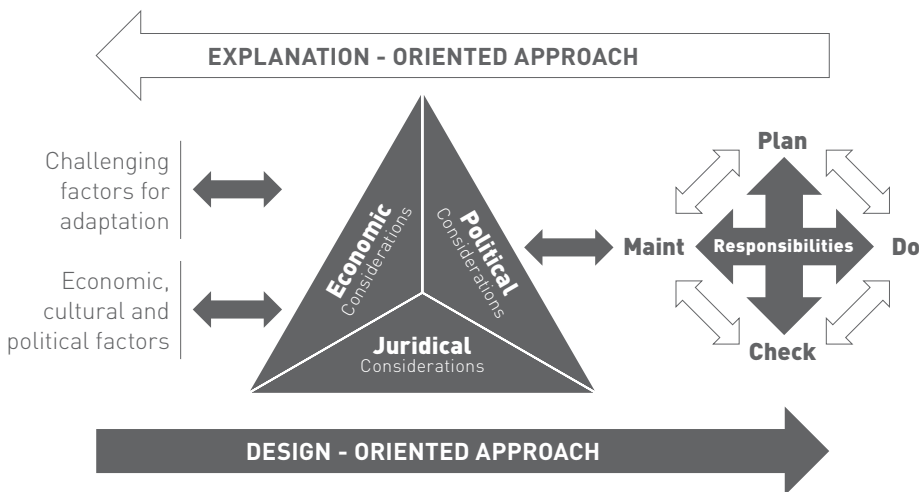 EXPLANATION - ORIENTED APPROACH
Challenging
factors for
adaptation
Economic,
cultural and
political factors
Economic
Considerations
Political
Considerations
Juridical
Considerations
Plan
Maint
Responsibilities
Do
Check
DESIGN - ORIENTED APPROACH